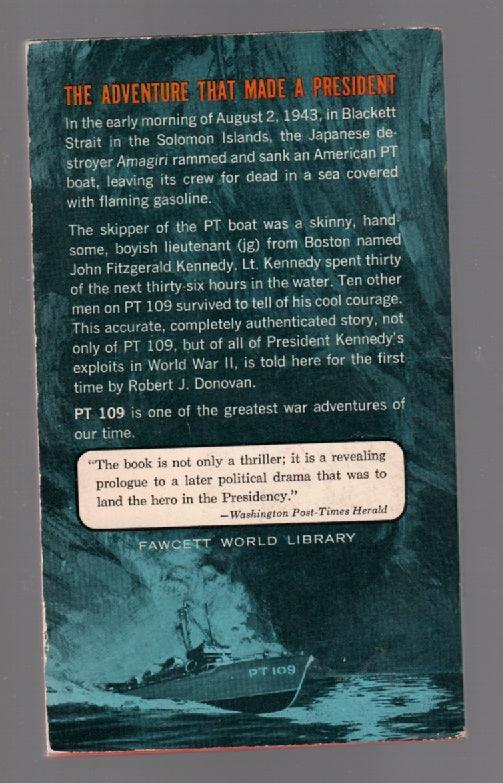 THE ADVENTURE THAT MADE A PRESIDENT
In the early morning of August 2, 1943, in Blackett
Strait in the Solomon Islands, the Japanese de-
stroyer Amagiri rammed and sank an American PT
boat, leaving its crew for dead in a sea covered
with flaming gasoline.
The skipper of the PT boat was a skinny, hand-
some, boyish lieutenant (jg) from Boston named
John Fitzgerald Kennedy. Lt. Kennedy spent thirty
of the next thirty-six hours in the water. Ten other
men on PT 109 survived to tell of his cool courage.
This accurate, completely authenticated story, not
only of PT 109, but of all of President Kennedy's
exploits in World War II, is told here for the first
time by Robert J. Donovan.
PT 109 is one of the greatest war adventures of
our time.
"The book is not only a thriller; it is a revealing
prologue to a later political drama that was to
land the hero in the Presidency."
—Washington Post-Times Herald
FAWCETT WORLD LIBRARY
PT 109